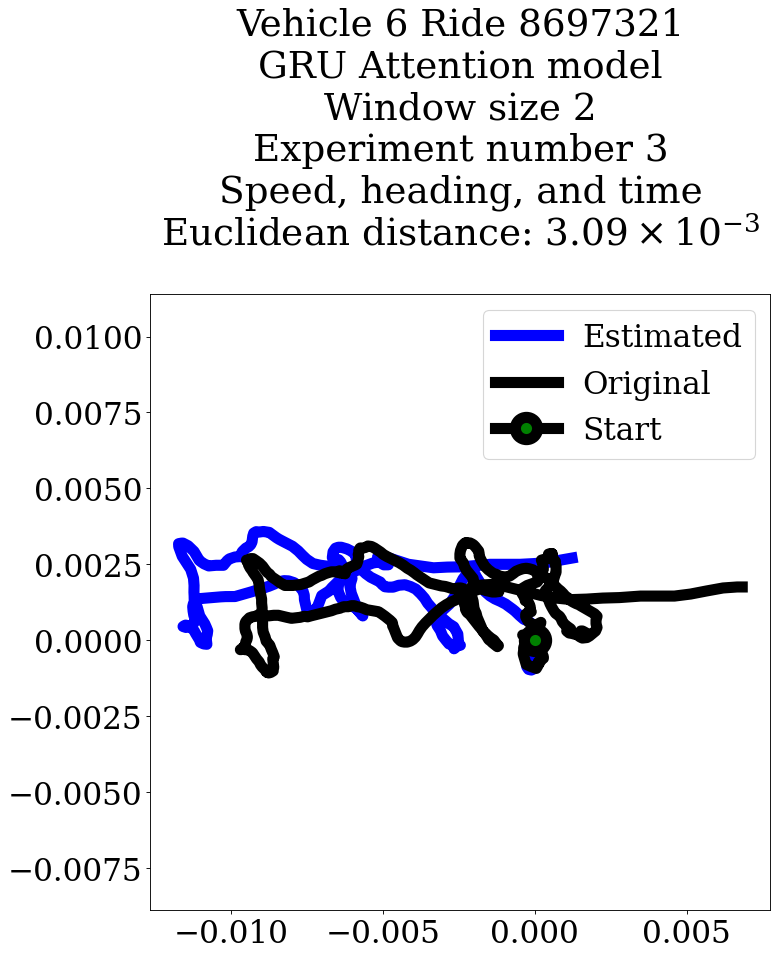 Vehicle 6 Ride 8697321
GRU Attention model
Window size 2
Experiment number 3
Speed, heading, and time
Euclidean distance: 3.09 × 10⁻³
Estimated
Original
Start
0.0100
0.0075
0.0050
0.0025
0.0000
−0.0025
−0.0050
−0.0075
−0.010
−0.005
0.000
0.005